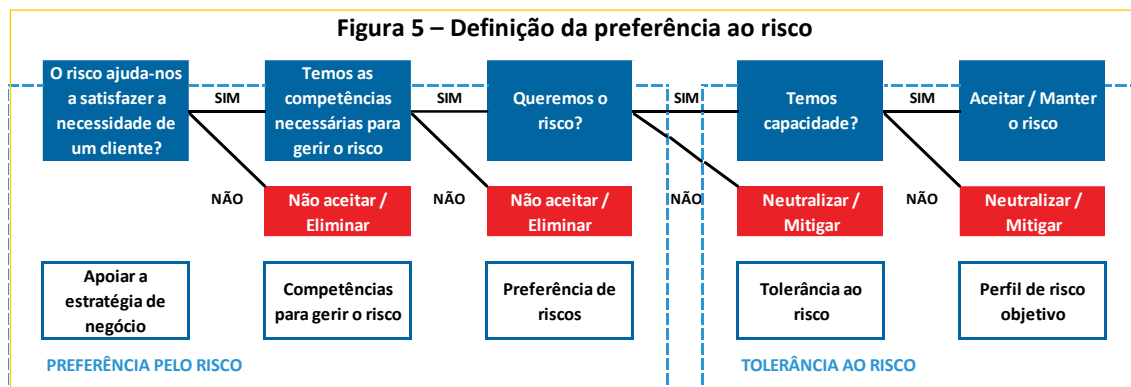 Figura 5 – Definição da preferência ao risco
O risco ajuda-nos
a satisfazer a
necessidade de
um cliente?
SIM
Temos as
competências
necessárias para
gerir o risco
SIM
Queremos o
risco?
SIM
Temos
capacidade?
SIM
Aceitar / Manter
o risco
NÃO
Não aceitar /
Eliminar
NÃO
Não aceitar /
Eliminar
NÃO
Neutralizar /
Mitigar
NÃO
Neutralizar /
Mitigar
Apoiar a
estratégia de
negócio
Competências
para gerir o risco
Preferência de
riscos
Tolerância ao
risco
Perfil de risco
objetivo
PREFERÊNCIA PELO RISCO
TOLERÂNCIA AO RISCO